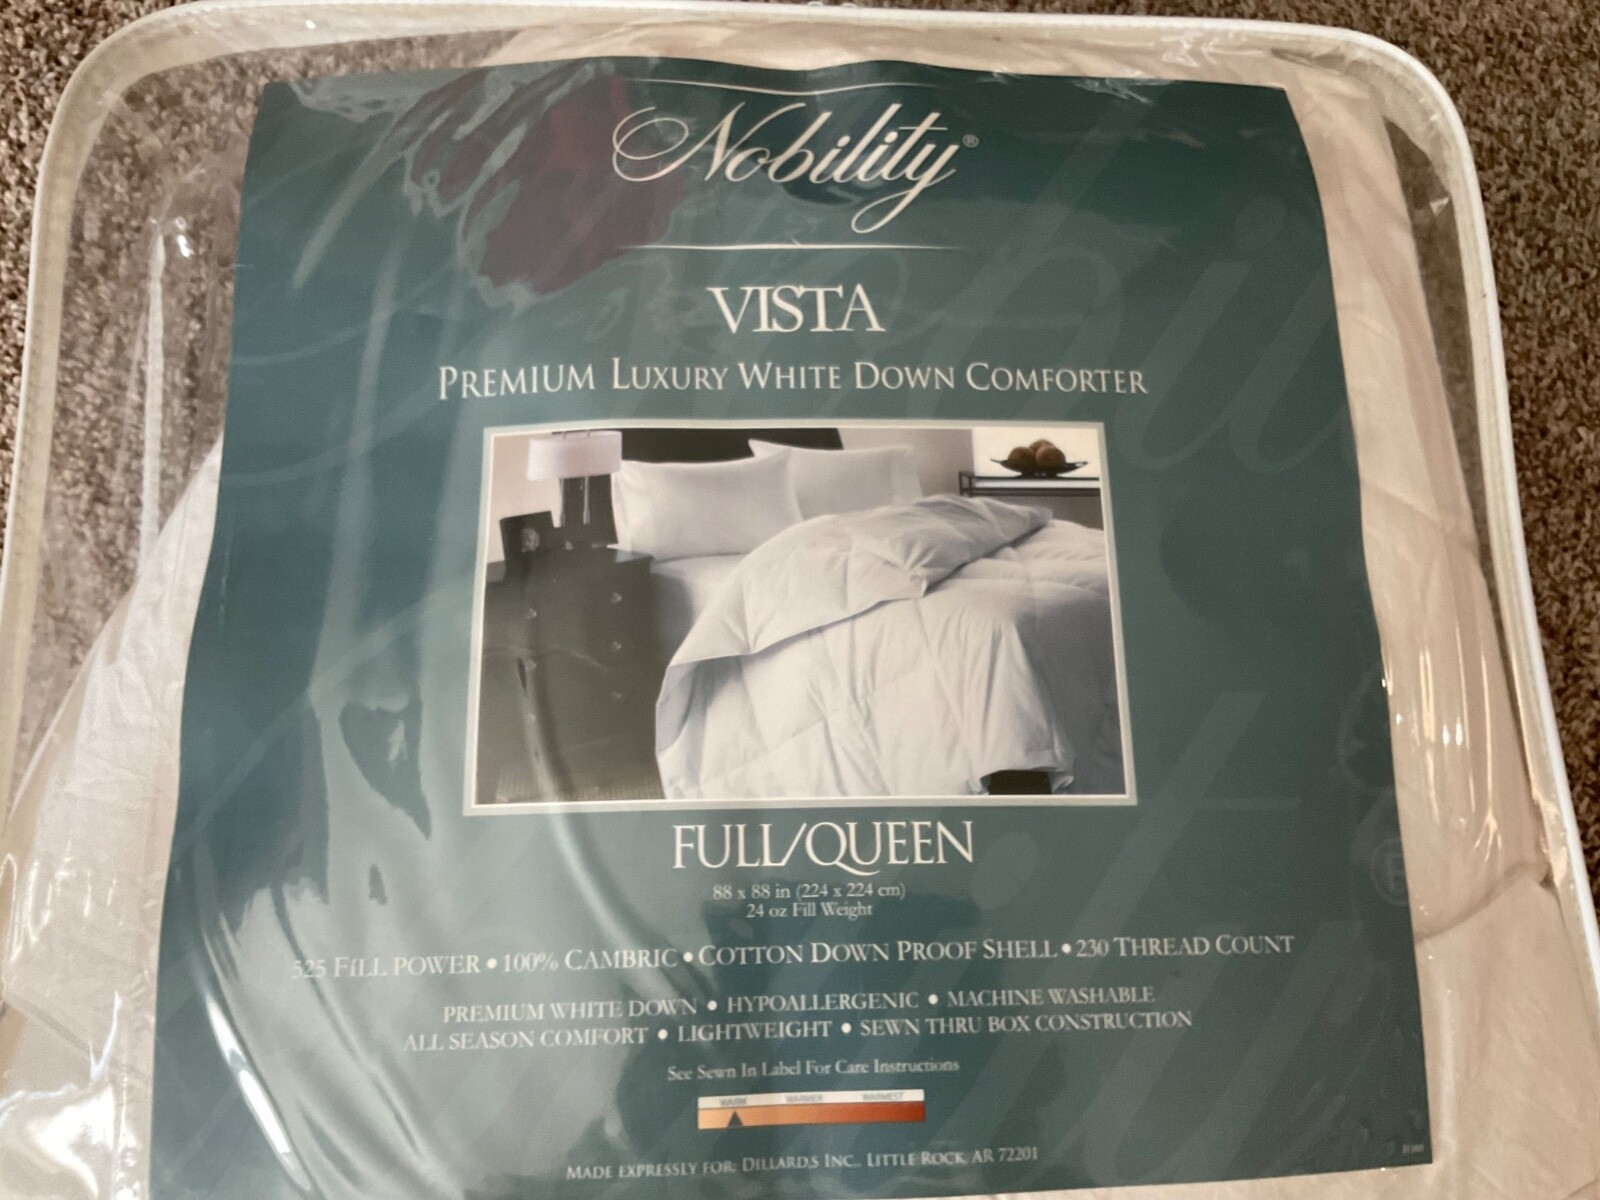 Nobility®
VISTA
PREMIUM LUXURY WHITE DOWN COMFORTER
FULL/QUEEN
88 x 88 in (224 x 224 cm)
24 oz Fill Weight
525 FILL POWER • 100% CAMBRIC • COTTON DOWN PROOF SHELL • 230 THREAD COUNT
PREMIUM WHITE DOWN • HYPOALLERGENIC • MACHINE WASHABLE
ALL SEASON COMFORT • LIGHTWEIGHT • SEWN THRU BOX CONSTRUCTION
See Sewn In Label For Care Instructions
WARM WARMER WARMEST
MADE EXPRESSLY FOR: DILLARD,S INC., LITTLE ROCK, AR 72201